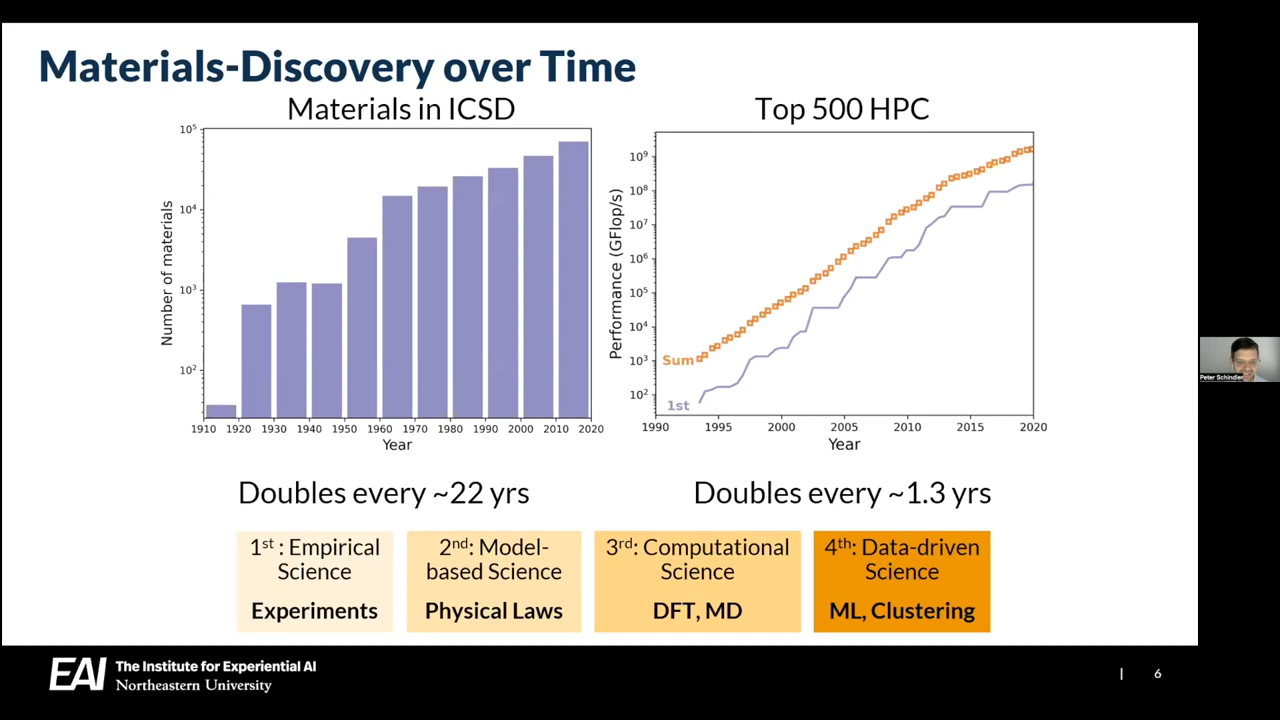 Materials-Discovery over Time
Materials in ICSD
10⁵
10⁴
10³
10²
Number of materials
1910 1920 1930 1940 1950 1960 1970 1980 1990 2000 2010 2020
Year
Top 500 HPC
10⁹
10⁸
10⁷
10⁶
10⁵
10⁴
10³
10²
Performance (GFlop/s)
Sum
1st
1990 1995 2000 2005 2010 2015 2020
Year
Doubles every ~22 yrs
Doubles every ~1.3 yrs
1st : Empirical
Science
Experiments
2nd: Model-
based Science
Physical Laws
3rd: Computational
Science
DFT, MD
4th: Data-driven
Science
ML, Clustering
EAI
The Institute for Experiential AI
Northeastern University
| 6
Peter Schindler